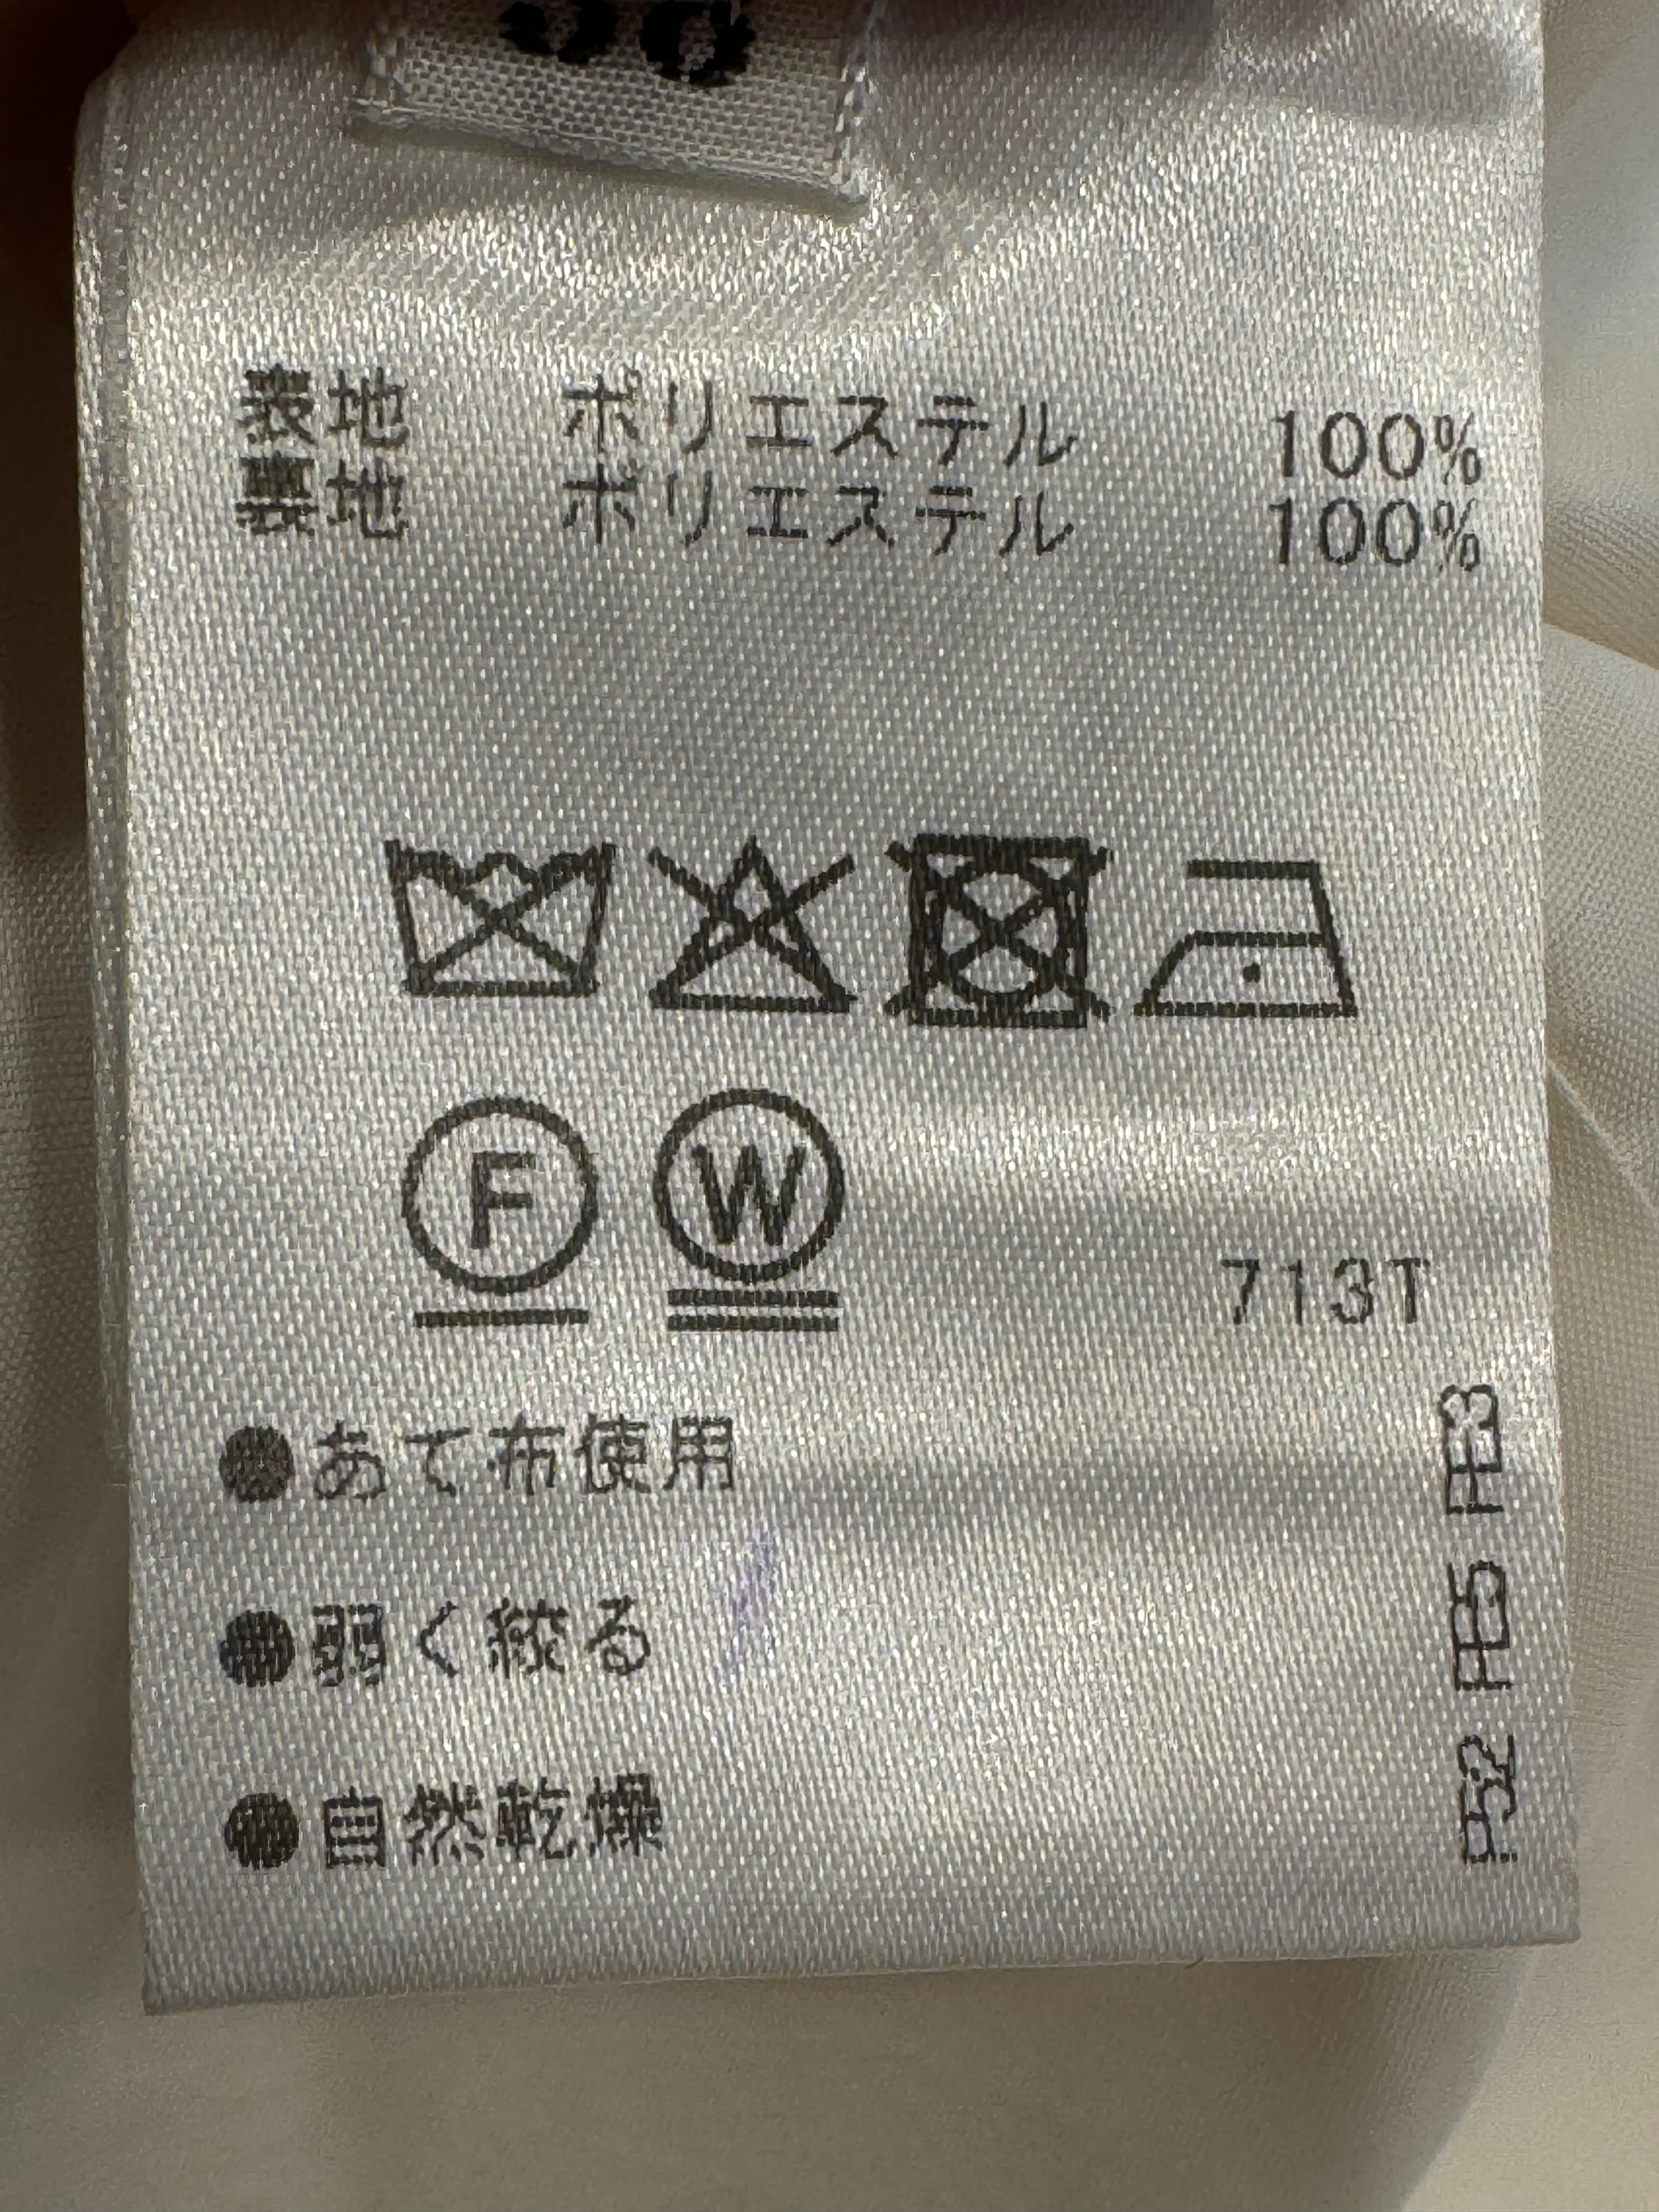 表地 ポリエステル 100%
裏地 ポリエステル 100%
F W
713T
●あて布使用
●弱く絞る
●自然乾燥